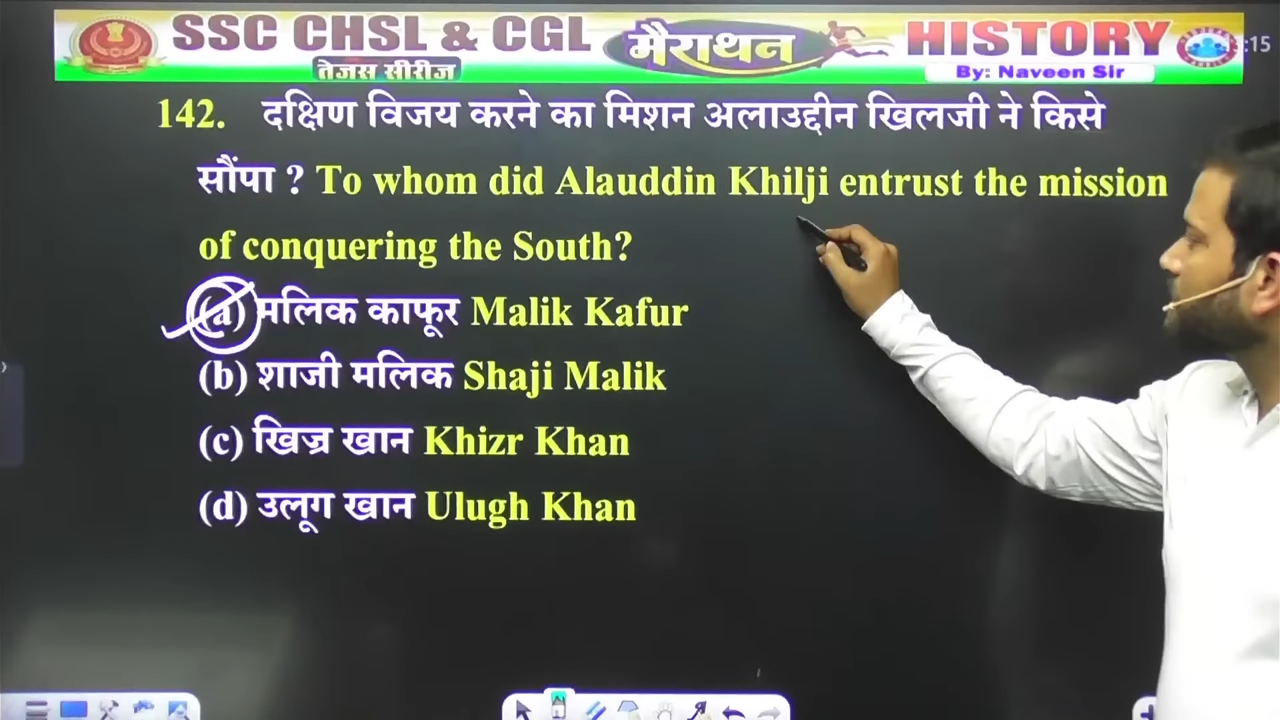 SSC CHSL & CGL मैराथन HISTORY :15
तेजस सीरीज By: Naveen Sir
142. दक्षिण विजय करने का मिशन अलाउद्दीन खिलजी ने किसे
सौंपा ? To whom did Alauddin Khilji entrust the mission
of conquering the South?
(a) मलिक काफूर Malik Kafur
(b) शाजी मलिक Shaji Malik
(c) खिज्र खान Khizr Khan
(d) उलूग खान Ulugh Khan